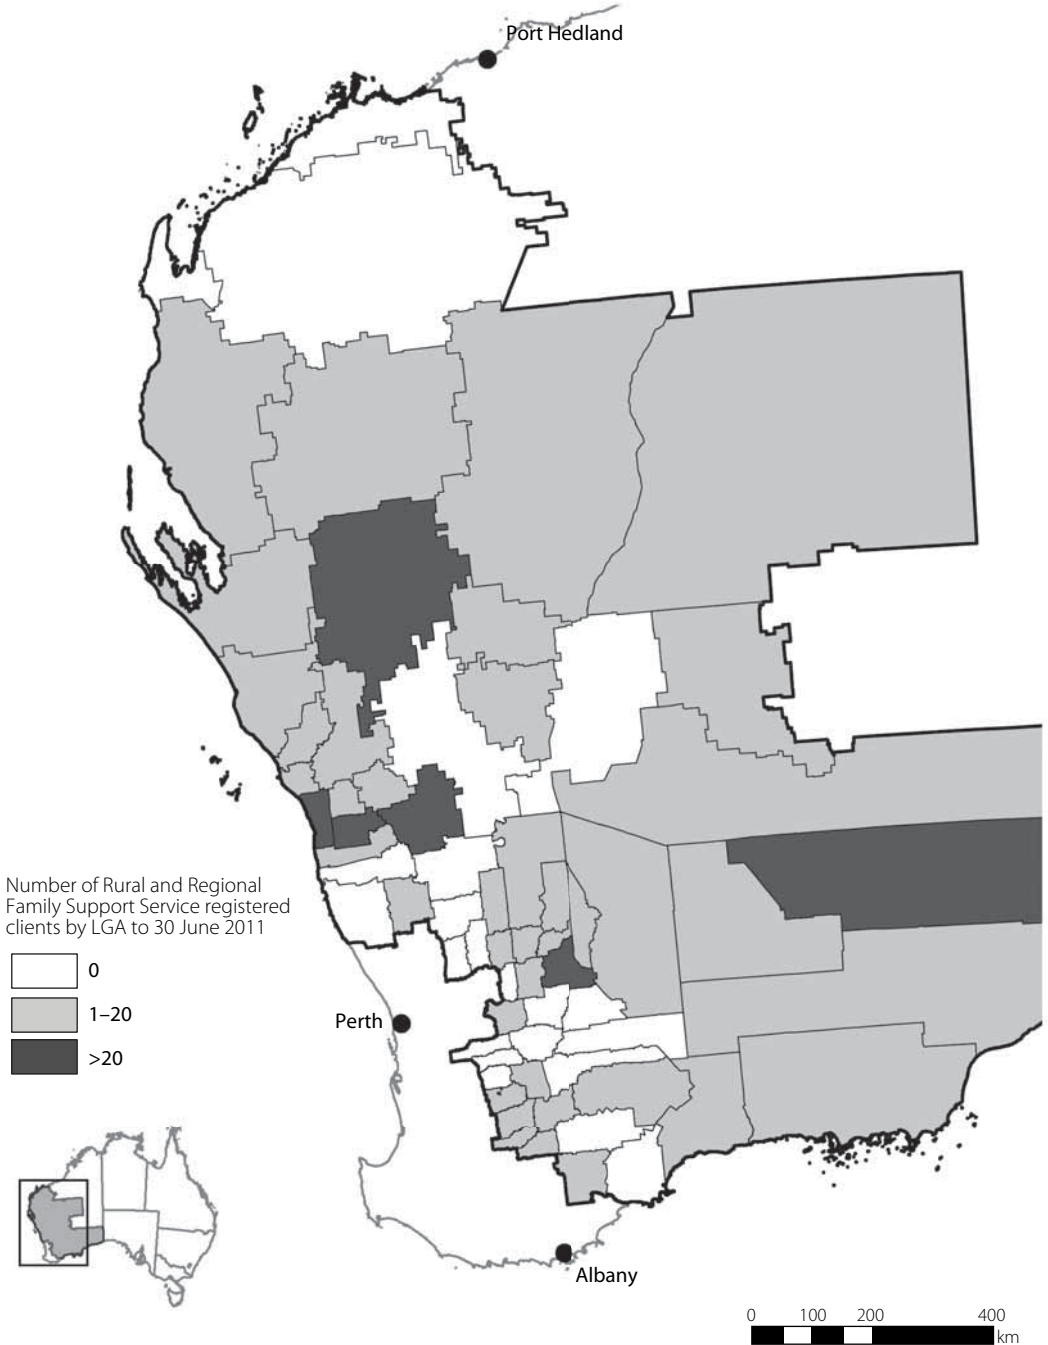 Port Hedland
Number of Rural and Regional
Family Support Service registered
clients by LGA to 30 June 2011
0
1–20
>20
Perth
Albany
0 100 200 400
km